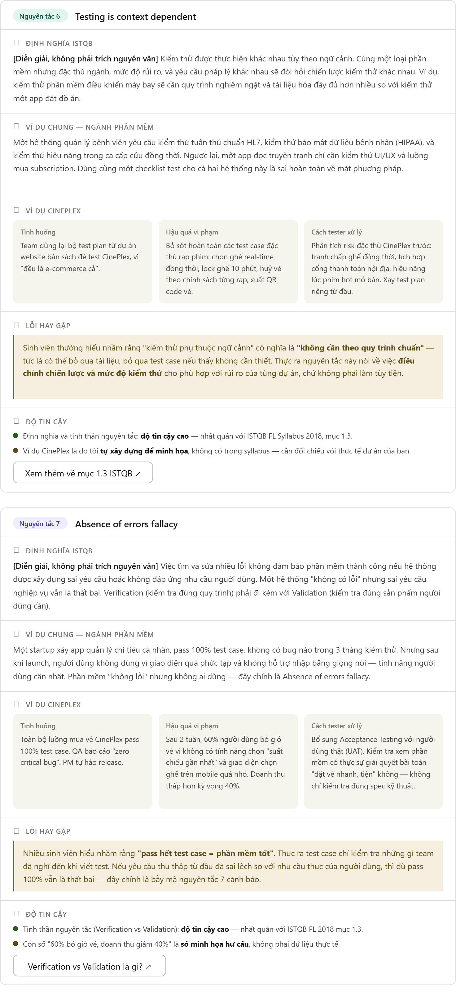 Nguyên tắc 6 Testing is context dependent
ĐỊNH NGHĨA ISTQB
[Diễn giải, không phải trích nguyên văn] Kiểm thử được thực hiện khác nhau tùy theo ngữ cảnh. Cùng một loại phần
mềm nhưng đặc thù ngành, mức độ rủi ro, và yêu cầu pháp lý khác nhau sẽ đòi hỏi chiến lược kiểm thử khác nhau. Ví dụ,
kiểm thử phần mềm điều khiển máy bay sẽ cần quy trình nghiêm ngặt và tài liệu hóa đầy đủ hơn nhiều so với kiểm thử
một app đặt đồ ăn.
VÍ DỤ CHUNG — NGÀNH PHẦN MỀM
Một hệ thống quản lý bệnh viện yêu cầu kiểm thử tuân thủ chuẩn HL7, kiểm thử bảo mật dữ liệu bệnh nhân (HIPAA), và
kiểm thử hiệu năng trong ca cấp cứu đồng thời. Ngược lại, một app đọc truyện tranh chỉ cần kiểm thử UI/UX và luồng
mua subscription. Dùng cùng một checklist test cho cả hai hệ thống này là sai hoàn toàn về mặt phương pháp.
VÍ DỤ CINEPLEX
Tình huống
Team dùng lại bộ test plan từ dự án
website bán sách để test CinePlex, vì
"đều là e-commerce cả".
Hậu quả vi phạm
Bỏ sót hoàn toàn các test case đặc
thù rạp phim: chọn ghế real-time
đồng thời, lock ghế 10 phút, huỷ vé
theo chính sách từng rạp, xuất QR
code vé.
Cách tester xử lý
Phân tích risk đặc thù CinePlex trước:
tranh chấp ghế đồng thời, tích hợp
cổng thanh toán nội địa, hiệu năng
lúc phim hot mở bán. Xây test plan
riêng từ đầu.
LỖI HAY GẶP
Sinh viên thường hiểu nhầm rằng "kiểm thử phụ thuộc ngữ cảnh" có nghĩa là "không cần theo quy trình chuẩn" —
tức là có thể bỏ qua tài liệu, bỏ qua test case nếu thấy không cần thiết. Thực ra nguyên tắc này nói về việc điều
chỉnh chiến lược và mức độ kiểm thử cho phù hợp với rủi ro của từng dự án, chứ không phải làm tùy tiện.
ĐỘ TIN CẬY
Định nghĩa và tinh thần nguyên tắc: độ tin cậy cao — nhất quán với ISTQB FL Syllabus 2018, mục 1.3.
Ví dụ CinePlex là do tôi tự xây dựng để minh họa, không có trong syllabus — cần đối chiếu với thực tế dự án của bạn.
Xem thêm về mục 1.3 ISTQB ↗
Nguyên tắc 7 Absence of errors fallacy
ĐỊNH NGHĨA ISTQB
[Diễn giải, không phải trích nguyên văn] Việc tìm và sửa nhiều lỗi không đảm bảo phần mềm thành công nếu hệ thống
được xây dựng sai yêu cầu hoặc không đáp ứng nhu cầu người dùng. Một hệ thống "không có lỗi" nhưng sai yêu cầu
nghiệp vụ vẫn là thất bại. Verification (kiểm tra đúng quy trình) phải đi kèm với Validation (kiểm tra đúng sản phẩm người
dùng cần).
VÍ DỤ CHUNG — NGÀNH PHẦN MỀM
Một startup xây app quản lý chi tiêu cá nhân, pass 100% test case, không có bug nào trong 3 tháng kiểm thử. Nhưng sau
khi launch, người dùng không dùng vì giao diện quá phức tạp và không hỗ trợ nhập bằng giọng nói — tính năng người
dùng cần nhất. Phần mềm "không lỗi" nhưng không ai dùng — đây chính là Absence of errors fallacy.
VÍ DỤ CINEPLEX
Tình huống
Toàn bộ luồng mua vé CinePlex pass
100% test case. QA báo cáo "zero
critical bug". PM tự hào release.
Hậu quả vi phạm
Sau 2 tuần, 60% người dùng bỏ giỏ
vé vì không có tính năng chọn "suất
chiếu gần nhất" và giao diện chọn
ghế trên mobile quá nhỏ. Doanh thu
thấp hơn kỳ vọng 40%.
Cách tester xử lý
Bổ sung Acceptance Testing với người
dùng thật (UAT). Kiểm tra xem phần
mềm có thực sự giải quyết bài toán
"đặt vé nhanh, tiện" không — không
chỉ kiểm tra đúng spec kỹ thuật.
LỖI HAY GẶP
Nhiều sinh viên hiểu nhầm rằng "pass hết test case = phần mềm tốt". Thực ra test case chỉ kiểm tra những gì team
đã nghĩ đến khi viết test. Nếu yêu cầu thu thập từ đầu đã sai lệch so với nhu cầu thực của người dùng, thì dù pass
100% vẫn là thất bại — đây chính là bẫy mà nguyên tắc 7 cảnh báo.
ĐỘ TIN CẬY
Tinh thần nguyên tắc (Verification vs Validation): độ tin cậy cao — nhất quán với ISTQB FL 2018 mục 1.3.
Con số "60% bỏ giỏ vé, doanh thu giảm 40%" là số minh họa hư cấu, không phải dữ liệu thực tế.
Verification vs Validation là gì? ↗